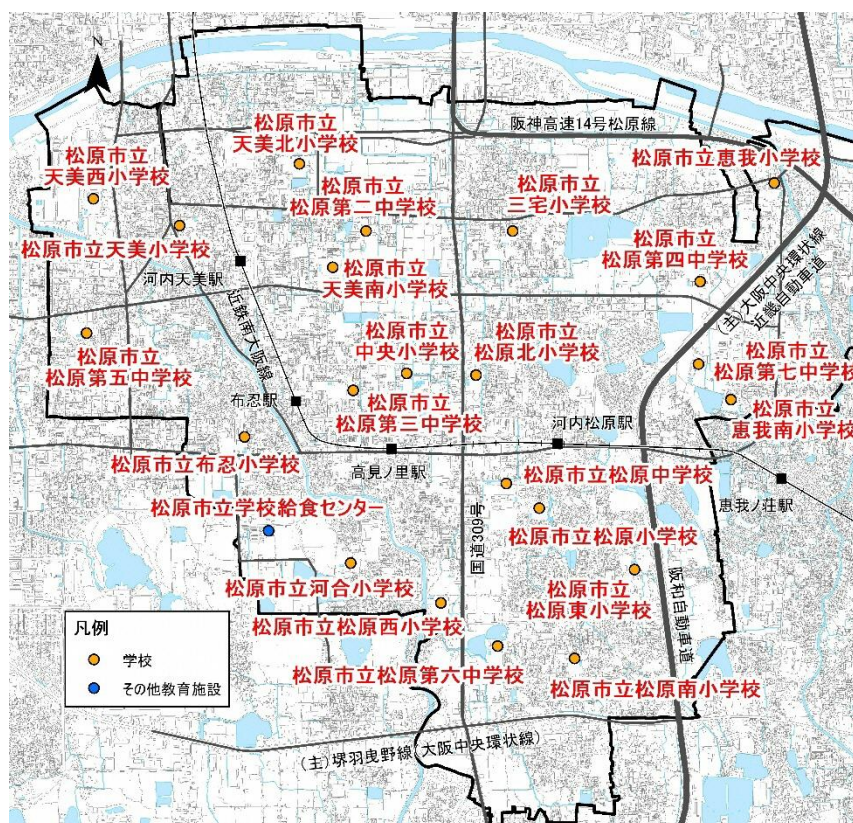 N
阪神高速14号松原線
松原市立
天美北小学校
松原市立
天美西小学校
松原市立恵我小学校
松原市立
松原第二中学校
松原市立
三宅小学校
松原市立天美小学校
松原市立
松原第四中学校
河内天美駅
松原市立
天美南小学校
(主)大阪中央環状線
近畿自動車道
近鉄南大阪線
松原市立
中央小学校
松原市立
松原北小学校
松原市立
松原第五中学校
松原市立
松原第七中学校
布忍駅
松原市立
松原第三中学校
松原市立
恵我南小学校
河内松原駅
松原市立布忍小学校
高見ノ里駅
松原市立松原中学校
恵我ノ荘駅
松原市立学校給食センター
国道309号
松原市立松原小学校
松原市立河合小学校
松原市立
松原東小学校
阪和自動車道
松原市立松原西小学校
松原市立松原第六中学校
松原市立松原南小学校
凡例
学校
その他教育施設
(主)堺羽曳野線(大阪中央環状線)